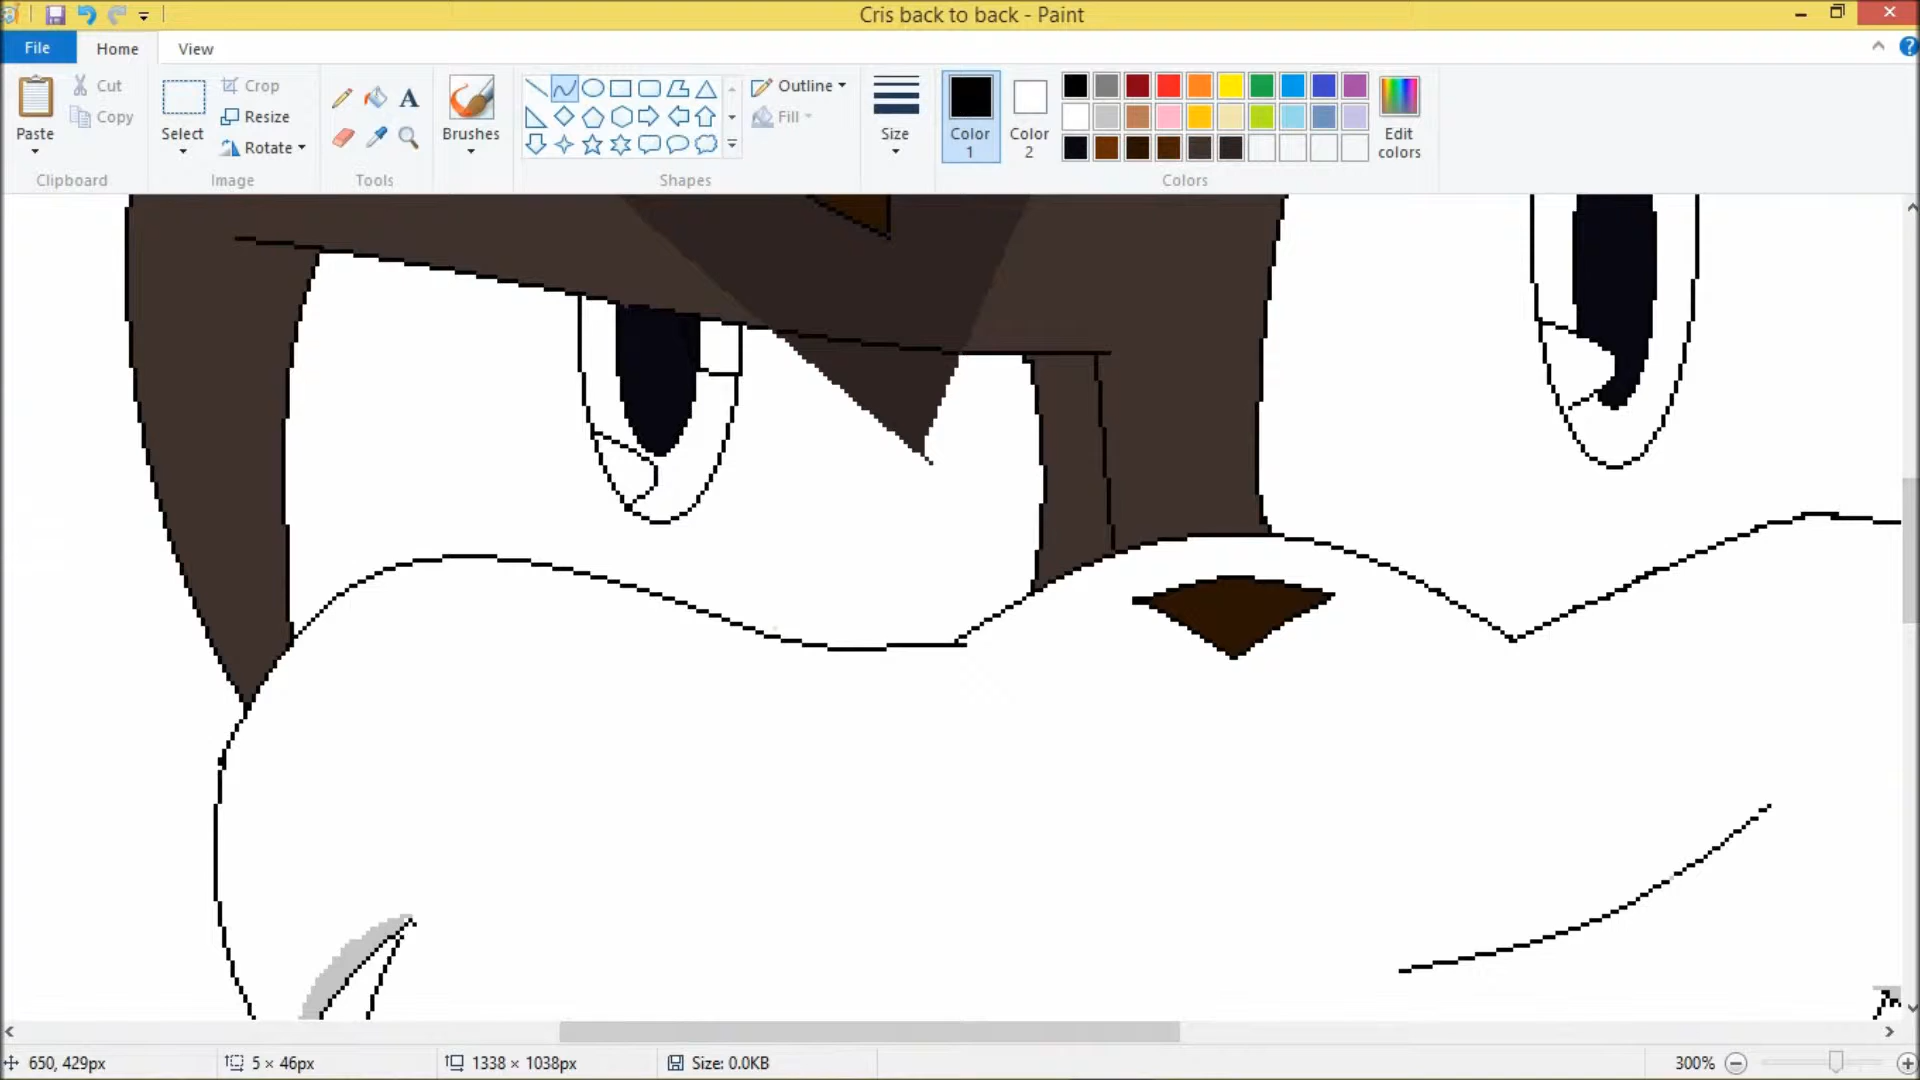 Cris back to back - Paint
File Home View
Paste Cut Copy Clipboard
Select Crop Resize Rotate Image
A Tools
Brushes
Outline Fill Shapes
Size
Color 1 Color 2 Edit colors Colors
650, 429px 5 × 46px 1338 × 1038px Size: 0.0KB 300%